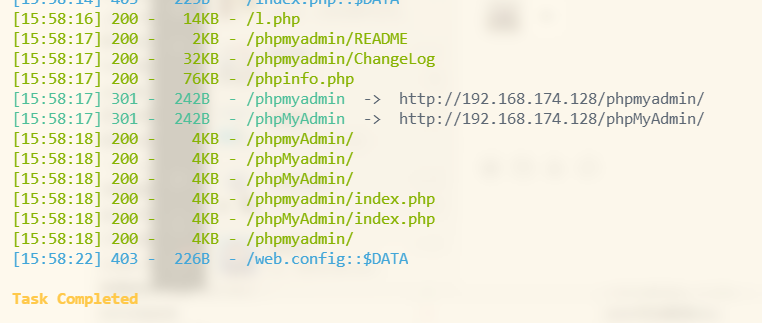 [15:58:14] 403 -  225B  - /index.php::$DATA
[15:58:16] 200 -   14KB - /l.php
[15:58:17] 200 -    2KB - /phpmyadmin/README
[15:58:17] 200 -   32KB - /phpmyadmin/ChangeLog
[15:58:17] 200 -   76KB - /phpinfo.php
[15:58:17] 301 -  242B  - /phpmyadmin  ->  http://192.168.174.128/phpmyadmin/
[15:58:17] 301 -  242B  - /phpMyAdmin  ->  http://192.168.174.128/phpMyAdmin/
[15:58:18] 200 -    4KB - /phpmyAdmin/
[15:58:18] 200 -    4KB - /phpMyadmin/
[15:58:18] 200 -    4KB - /phpMyAdmin/
[15:58:18] 200 -    4KB - /phpmyadmin/index.php
[15:58:18] 200 -    4KB - /phpMyAdmin/index.php
[15:58:18] 200 -    4KB - /phpmyadmin/
[15:58:22] 403 -  226B  - /web.config::$DATA
Task Completed